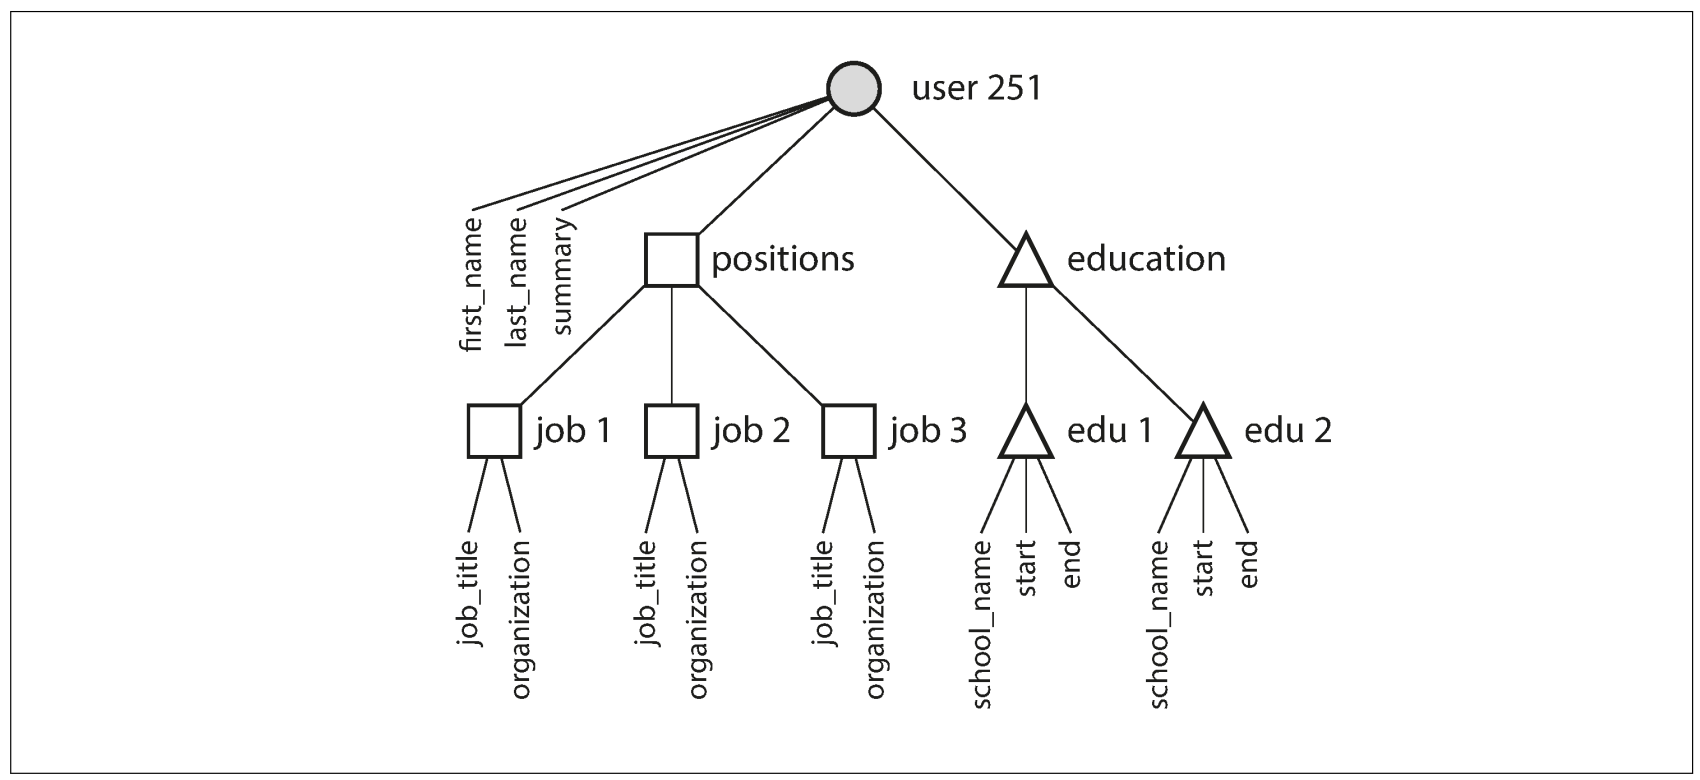 user 251
first_name
last_name
summary
positions
education
job 1
job 2
job 3
edu 1
edu 2
job_title
organization
job_title
organization
job_title
organization
school_name
start
end
school_name
start
end